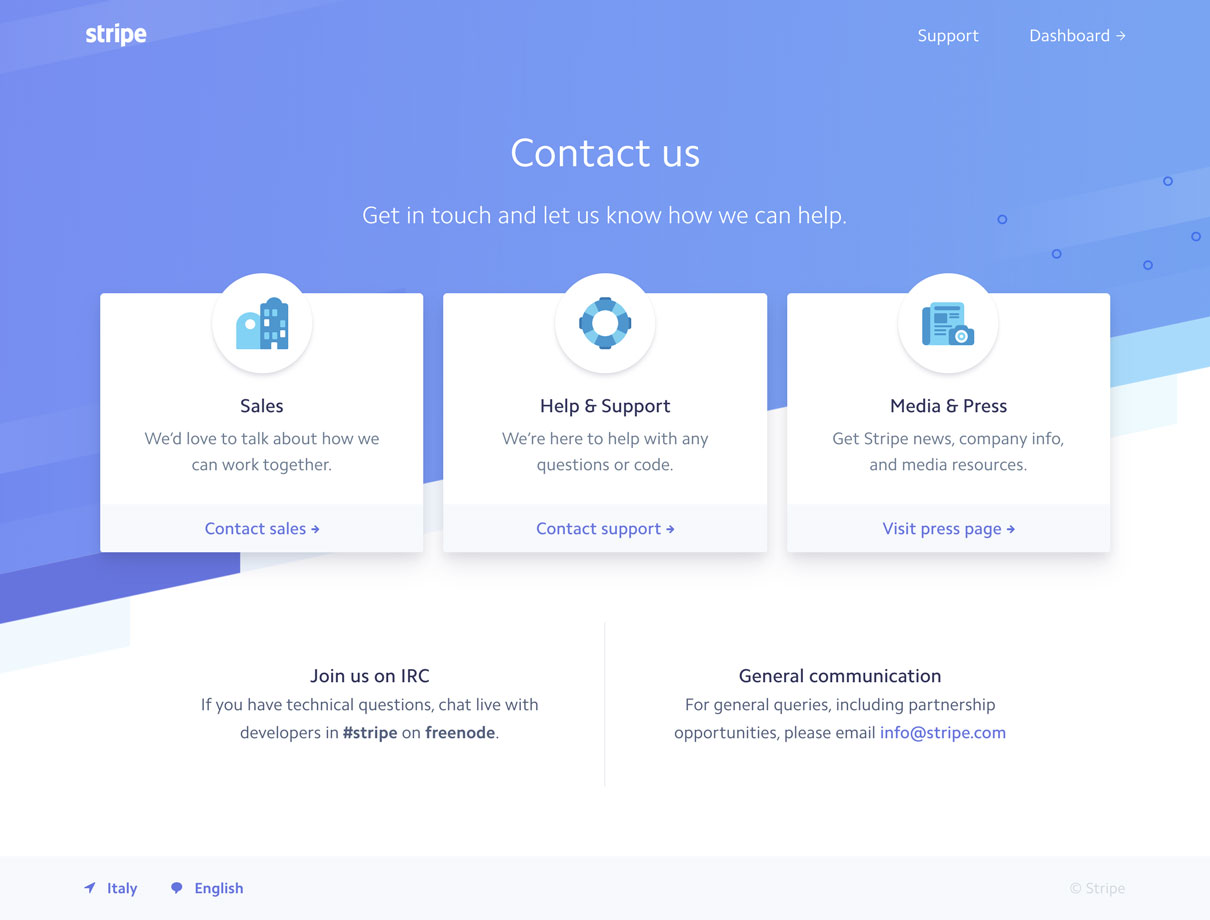 stripe
Support
Dashboard →
Contact us
Get in touch and let us know how we can help.
Sales
We’d love to talk about how we
can work together.
Contact sales →
Help & Support
We’re here to help with any
questions or code.
Contact support →
Media & Press
Get Stripe news, company info,
and media resources.
Visit press page →
Join us on IRC
If you have technical questions, chat live with
developers in #stripe on freenode.
General communication
For general queries, including partnership
opportunities, please email info@stripe.com
Italy
English
© Stripe